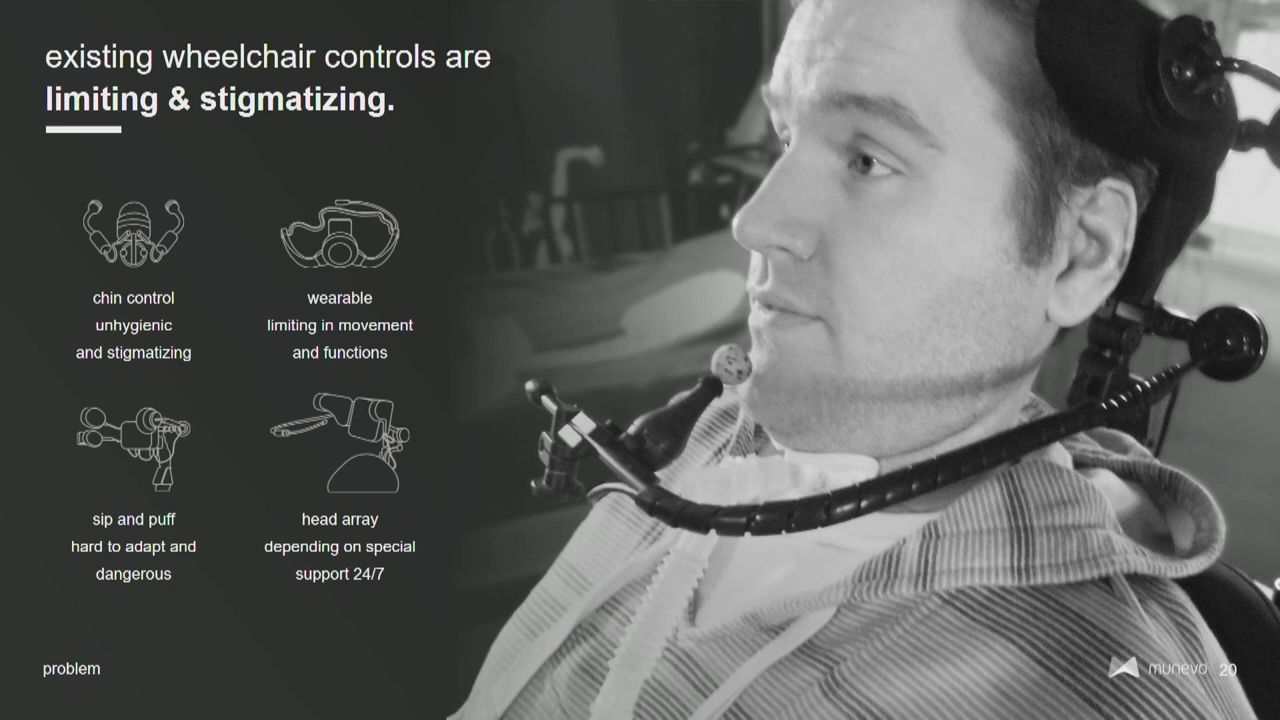 existing wheelchair controls are
limiting & stigmatizing.
chin control
unhygienic
and stigmatizing
wearable
limiting in movement
and functions
sip and puff
hard to adapt and
dangerous
head array
depending on special
support 24/7
problem
munevo 20